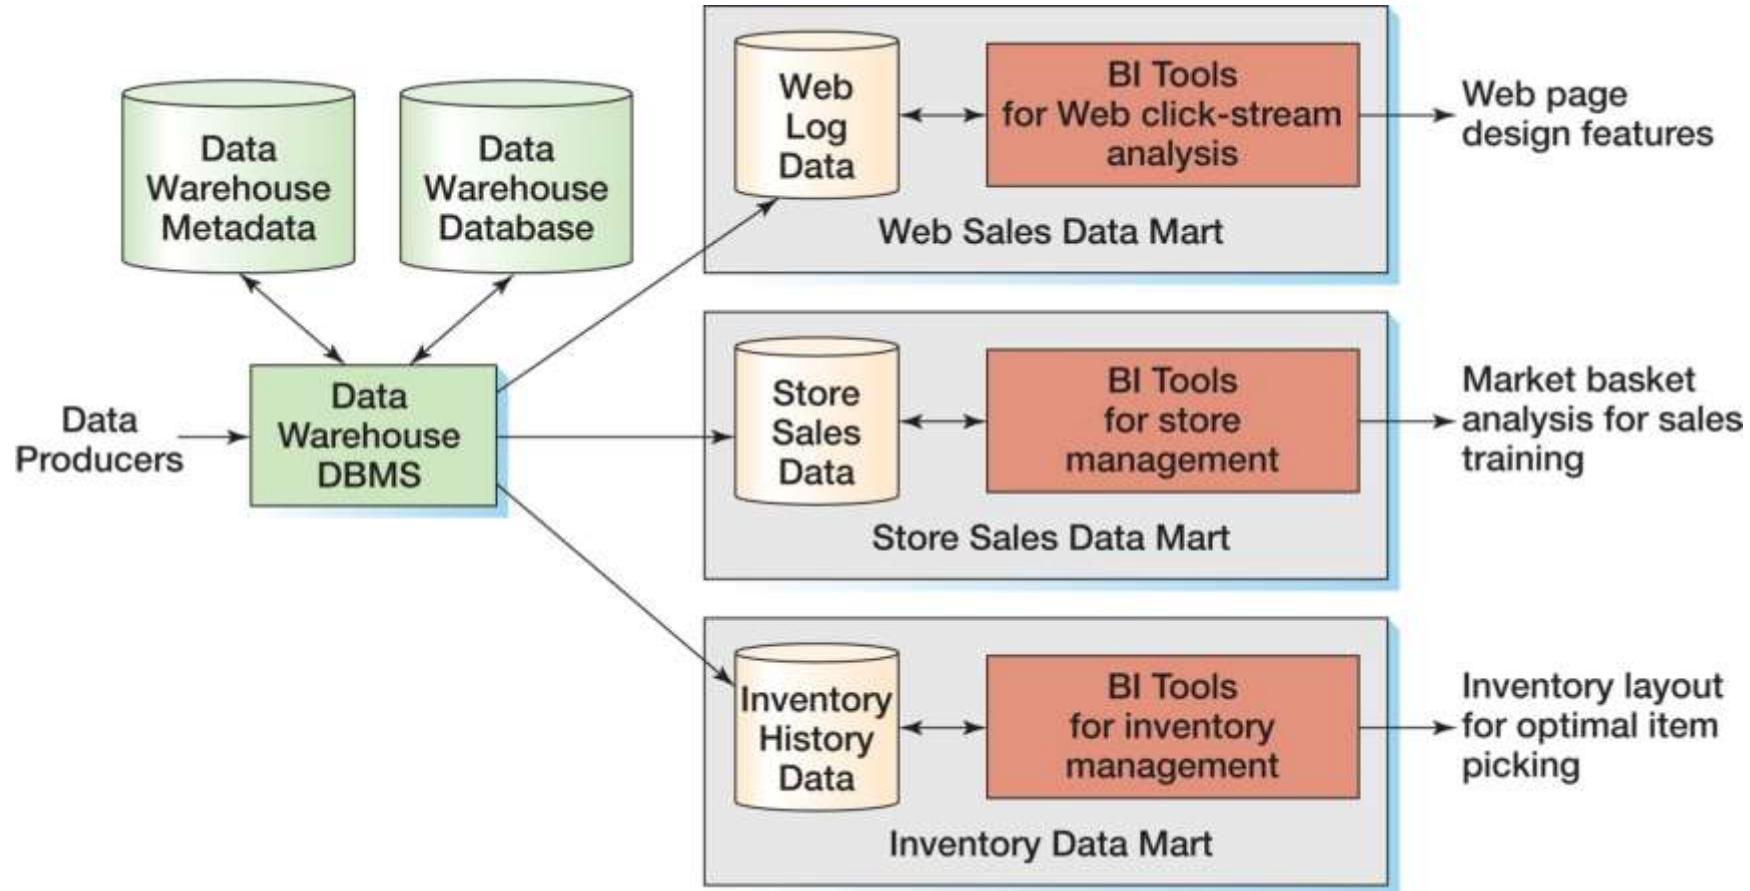 Data
Warehouse
Metadata
Data
Warehouse
Database
Data
Producers
Data
Warehouse
DBMS
Web
Log
Data
BI Tools
for Web click-stream
analysis
Web Sales Data Mart
Web page
design features
Store
Sales
Data
BI Tools
for store
management
Store Sales Data Mart
Market basket
analysis for sales
training
Inventory
History
Data
BI Tools
for inventory
management
Inventory Data Mart
Inventory layout
for optimal item
picking